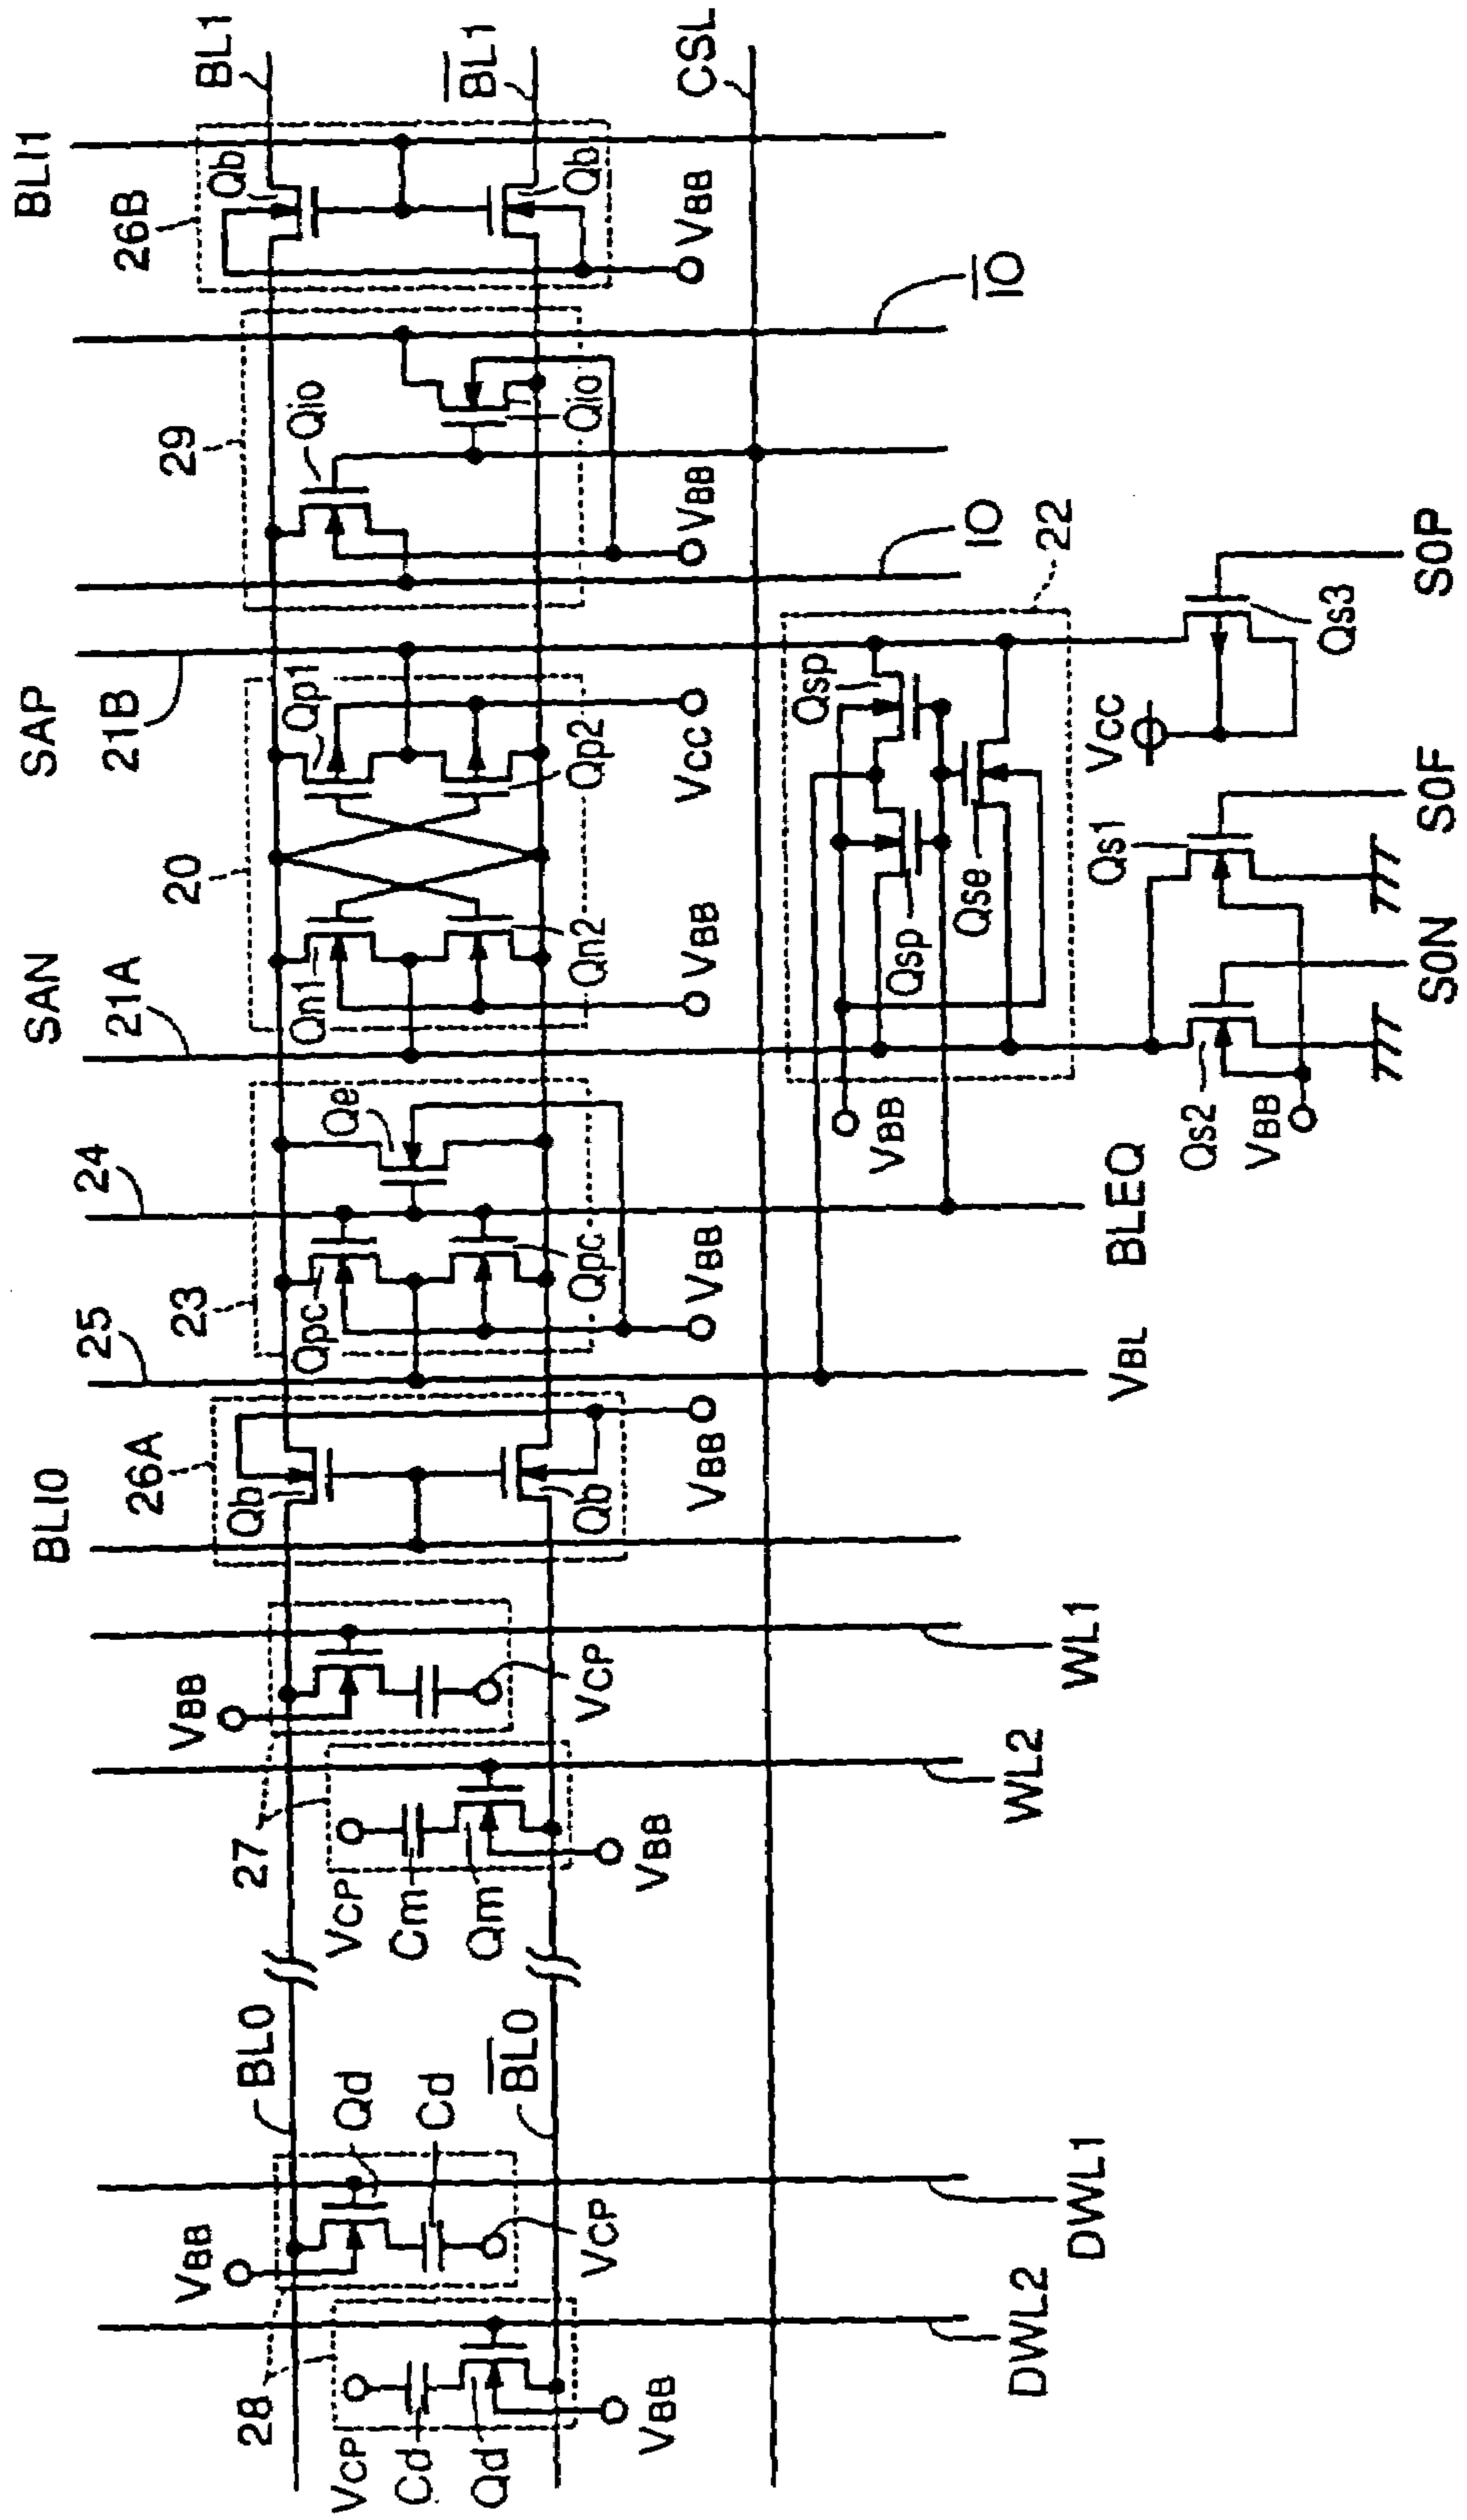 BLI1
26B
Qb
BL1
BL1
Qb
VBB
CSL
IO
29
Qio
Qio
VBB
IO
SAP
21B
20
Qp1
Qp2
VCC
SAN
21A
Qn1
Qn2
VBB
22
Qsp
Qsp
Qse
VBB
VCC
Qs3
SOP
Qs1
SOF
Qs2
VBB
SON
24
23
Qe
Qpc
Qpc
VBB
BLEQ
25
VBL
BLI0
26A
Qb
Qb
VBB
WL1
VBB
VCP
WL2
27
VCP
Cm
Qm
VBB
BL0
BL0
Qd
Cd
VBB
VCP
DWL1
28
VCP
Cd
Qd
VBB
DWL2